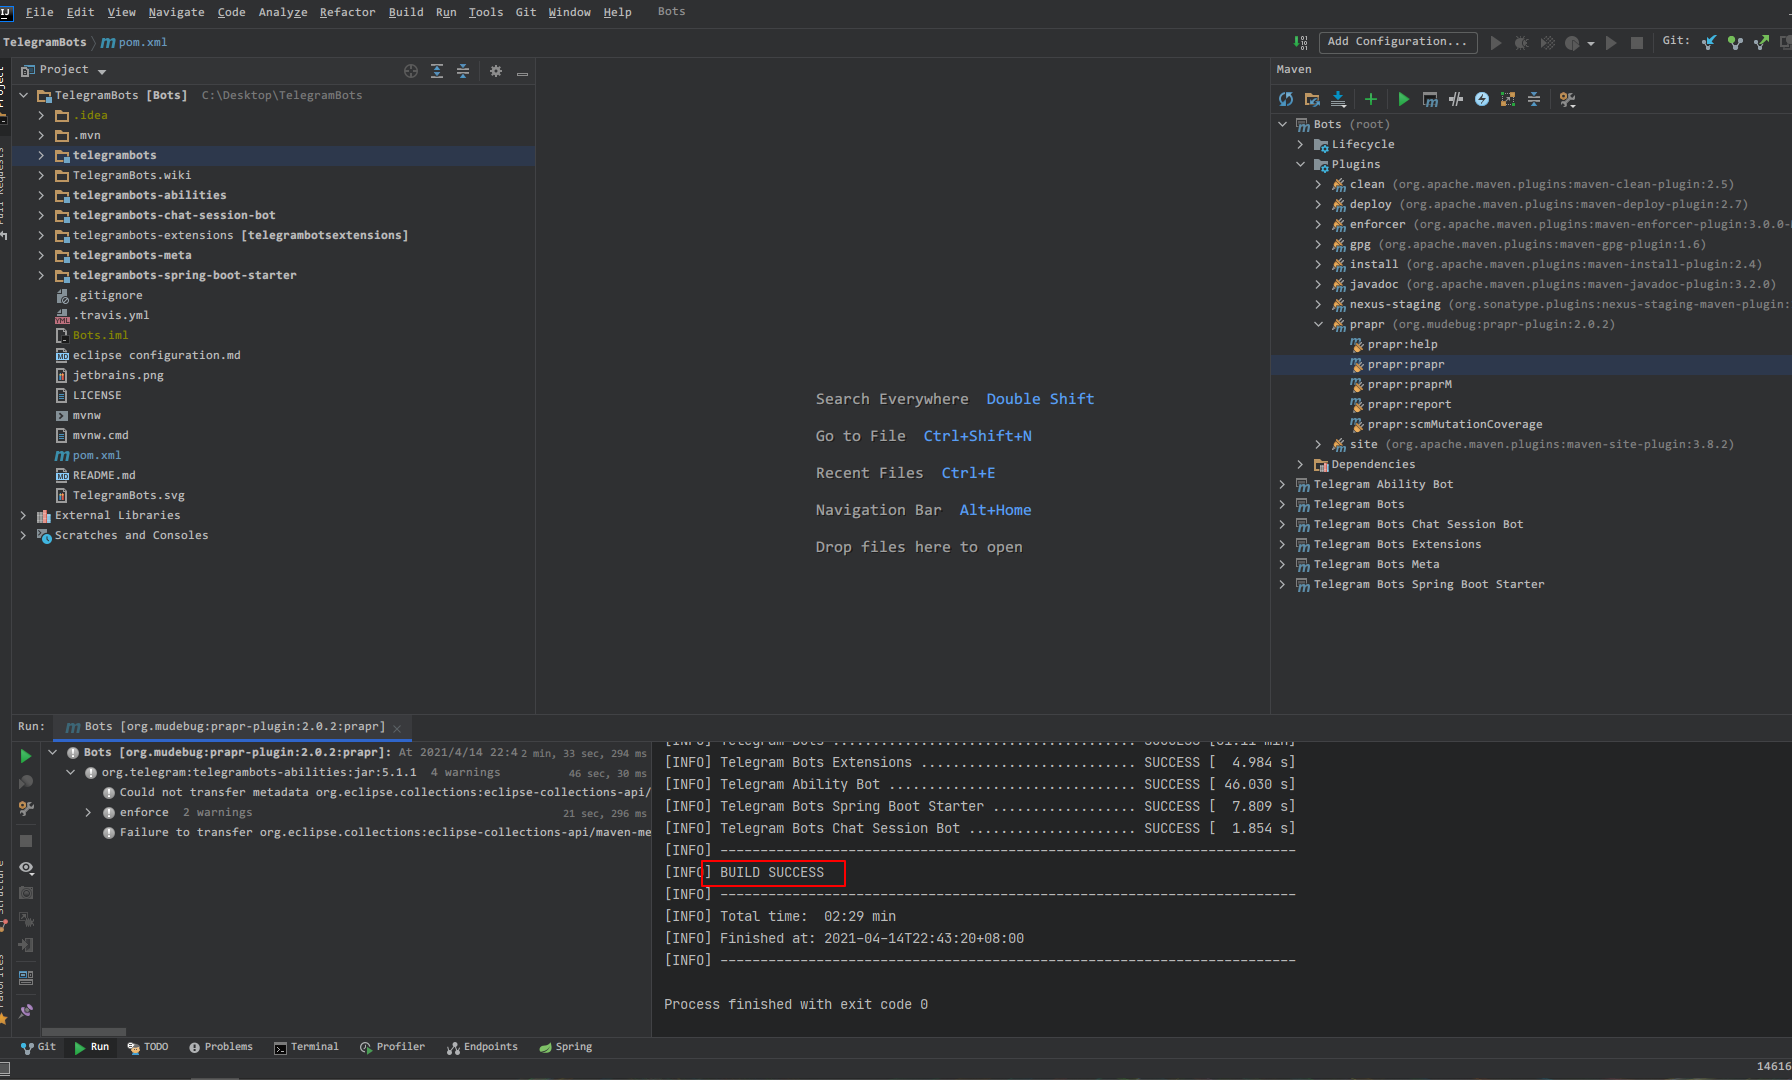 File Edit View Navigate Code Analyze Refactor Build Run Tools Git Window Help Bots
TelegramBots pom.xml
Add Configuration...
Git:
Project
TelegramBots [Bots] C:\Desktop\TelegramBots
.idea
.mvn
telegrambots
TelegramBots.wiki
telegrambots-abilities
telegrambots-chat-session-bot
telegrambots-extensions [telegrambotsextensions]
telegrambots-meta
telegrambots-spring-boot-starter
.gitignore
.travis.yml
Bots.iml
eclipse configuration.md
jetbrains.png
LICENSE
mvnw
mvnw.cmd
pom.xml
README.md
TelegramBots.svg
External Libraries
Scratches and Consoles
Search Everywhere Double Shift
Go to File Ctrl+Shift+N
Recent Files Ctrl+E
Navigation Bar Alt+Home
Drop files here to open
Maven
Bots (root)
Lifecycle
Plugins
clean (org.apache.maven.plugins:maven-clean-plugin:2.5)
deploy (org.apache.maven.plugins:maven-deploy-plugin:2.7)
enforcer (org.apache.maven.plugins:maven-enforcer-plugin:3.0.0-
gpg (org.apache.maven.plugins:maven-gpg-plugin:1.6)
install (org.apache.maven.plugins:maven-install-plugin:2.4)
javadoc (org.apache.maven.plugins:maven-javadoc-plugin:3.2.0)
nexus-staging (org.sonatype.plugins:nexus-staging-maven-plugin:
prapr (org.mudebug:prapr-plugin:2.0.2)
prapr:help
prapr:prapr
prapr:praprM
prapr:report
prapr:scmMutationCoverage
site (org.apache.maven.plugins:maven-site-plugin:3.8.2)
Dependencies
Telegram Ability Bot
Telegram Bots
Telegram Bots Chat Session Bot
Telegram Bots Extensions
Telegram Bots Meta
Telegram Bots Spring Boot Starter
Run: Bots [org.mudebug:prapr-plugin:2.0.2:prapr]
Bots [org.mudebug:prapr-plugin:2.0.2:prapr]: At 2021/4/14 22:4 2 min, 33 sec, 294 ms
org.telegram:telegrambots-abilities:jar:5.1.1 4 warnings 46 sec, 30 ms
Could not transfer metadata org.eclipse.collections:eclipse-collections-api/
enforce 2 warnings 21 sec, 296 ms
Failure to transfer org.eclipse.collections:eclipse-collections-api/maven-me
[INFO] Telegram Bots ...................................... SUCCESS [01:11 min]
[INFO] Telegram Bots Extensions ........................... SUCCESS [  4.984 s]
[INFO] Telegram Ability Bot ............................... SUCCESS [ 46.030 s]
[INFO] Telegram Bots Spring Boot Starter .................. SUCCESS [  7.809 s]
[INFO] Telegram Bots Chat Session Bot ..................... SUCCESS [  1.854 s]
[INFO] ------------------------------------------------------------------------
[INFO] BUILD SUCCESS
[INFO] ------------------------------------------------------------------------
[INFO] Total time:  02:29 min
[INFO] Finished at: 2021-04-14T22:43:20+08:00
[INFO] ------------------------------------------------------------------------
Process finished with exit code 0
Git Run TODO Problems Terminal Profiler Endpoints Spring
14616